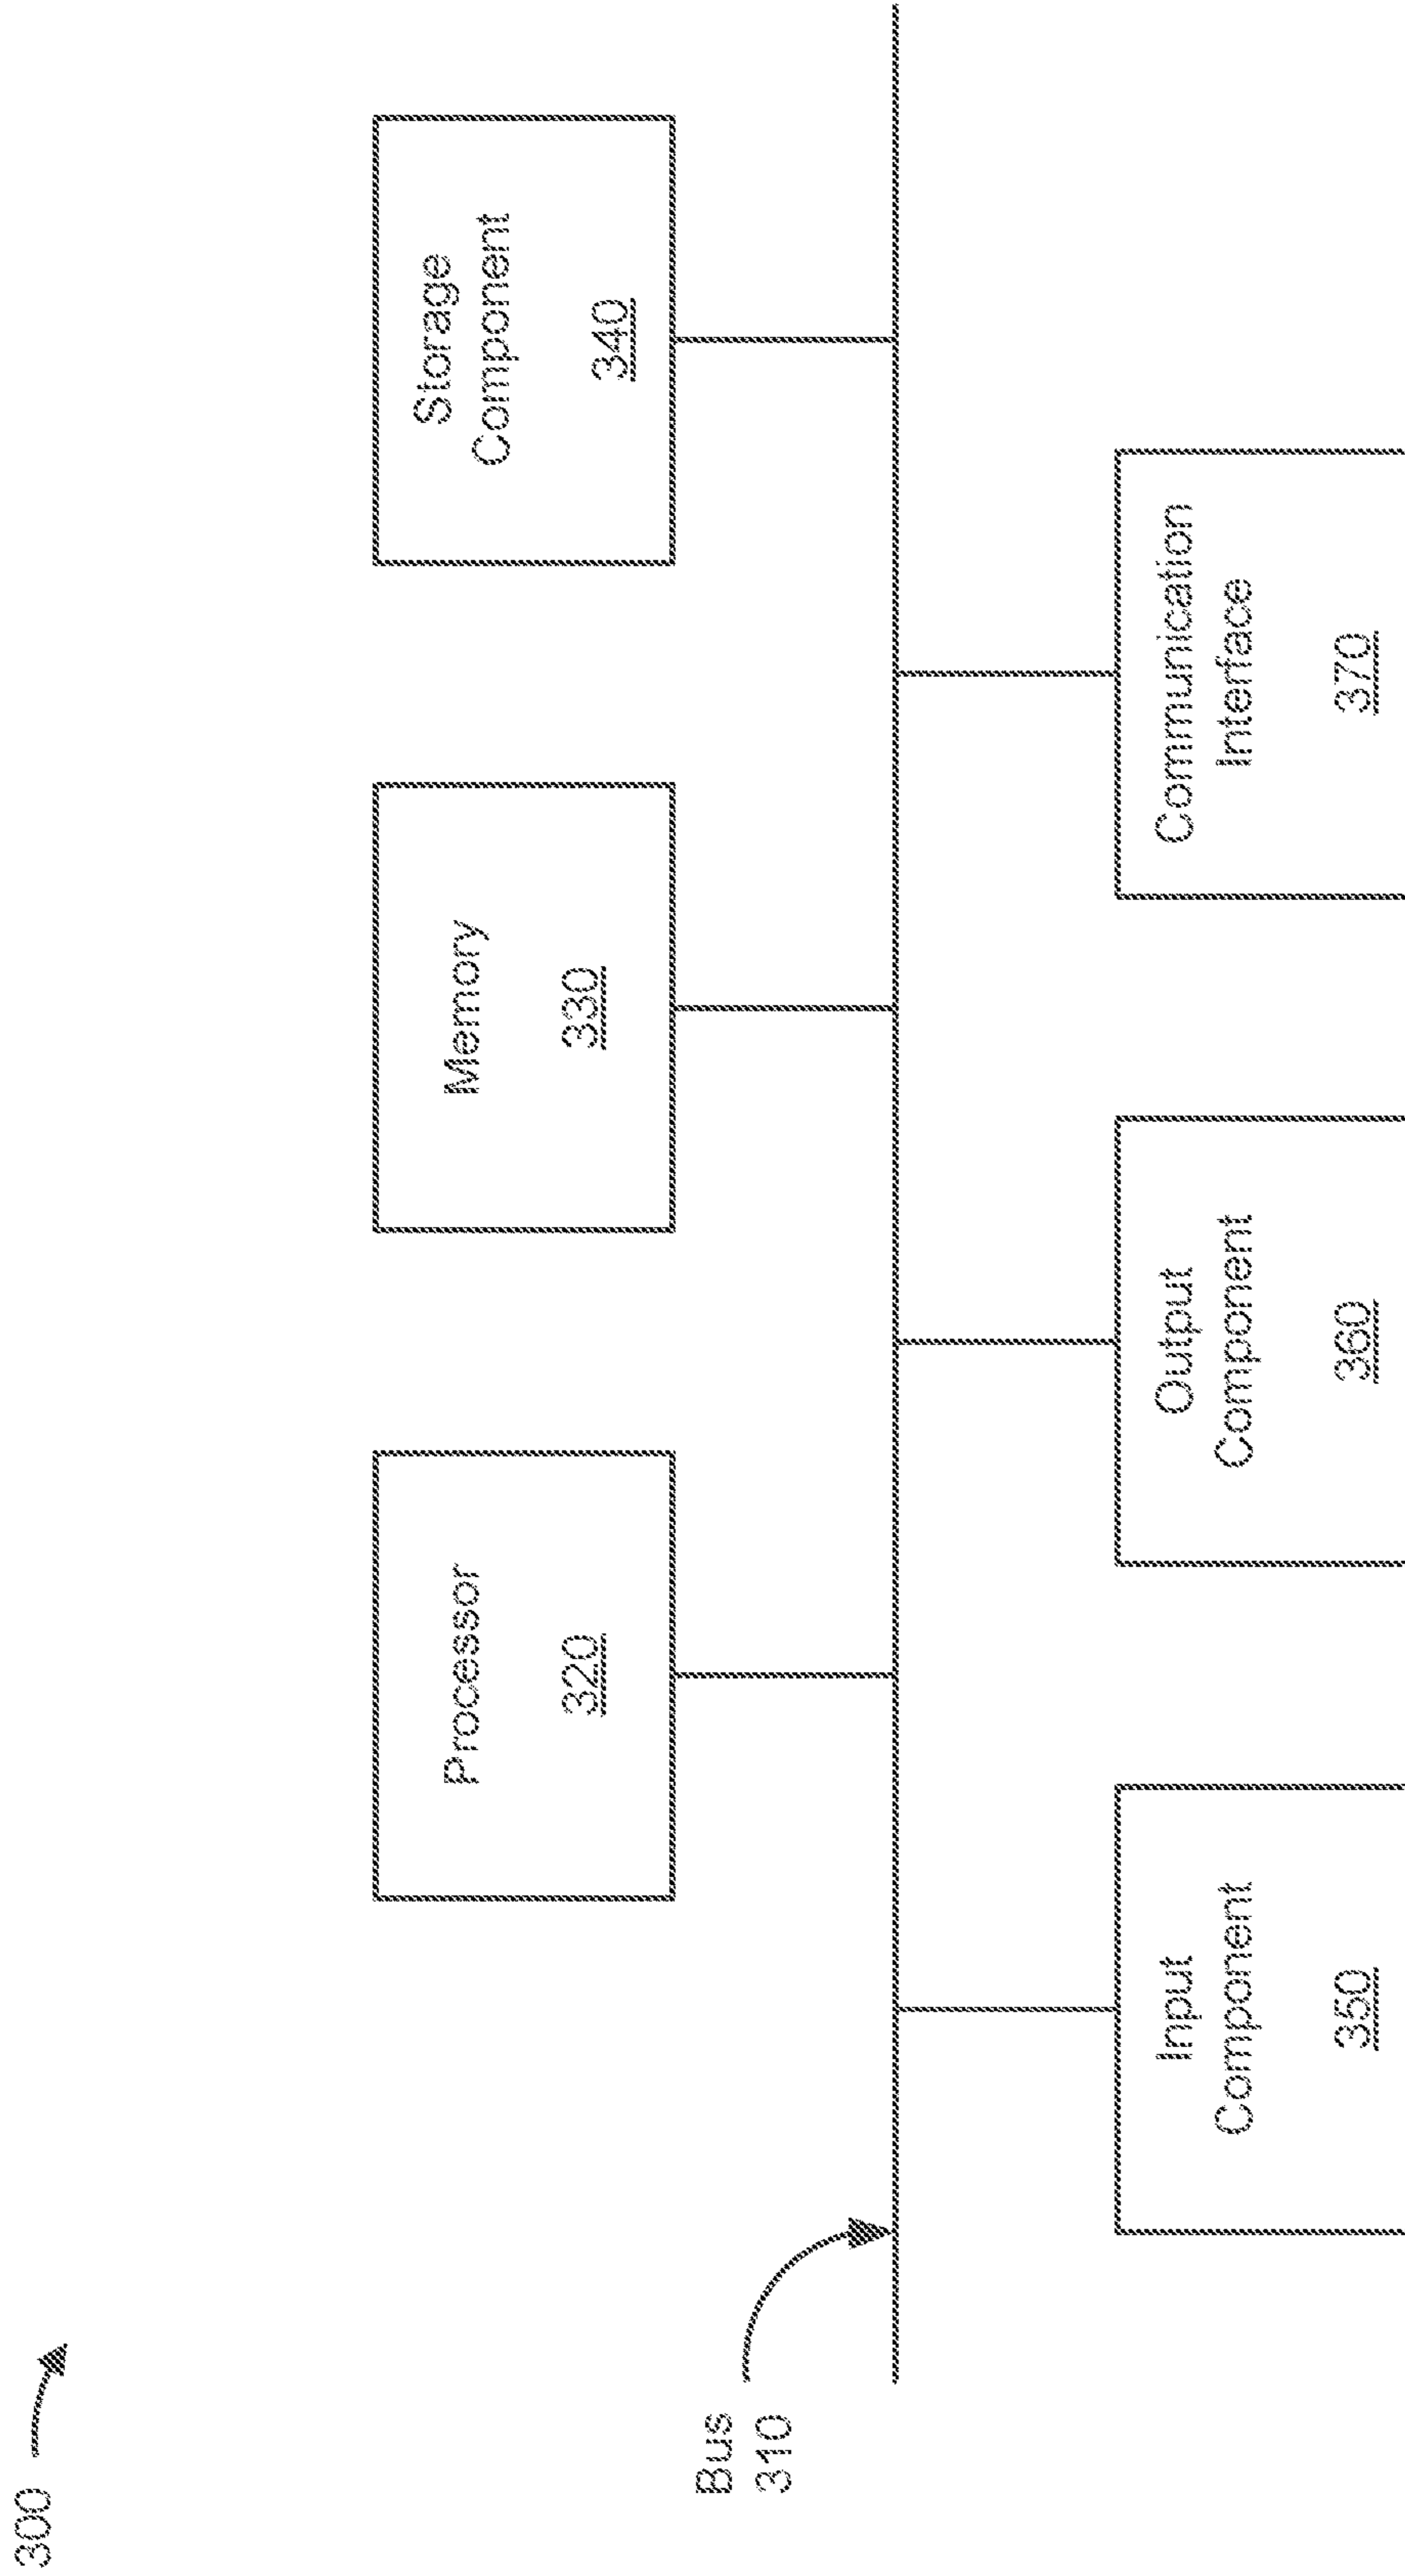 300
Processor
320
Memory
330
Storage
Component
340
Bus
310
Input
Component
350
Output
Component
360
Communication
Interface
370